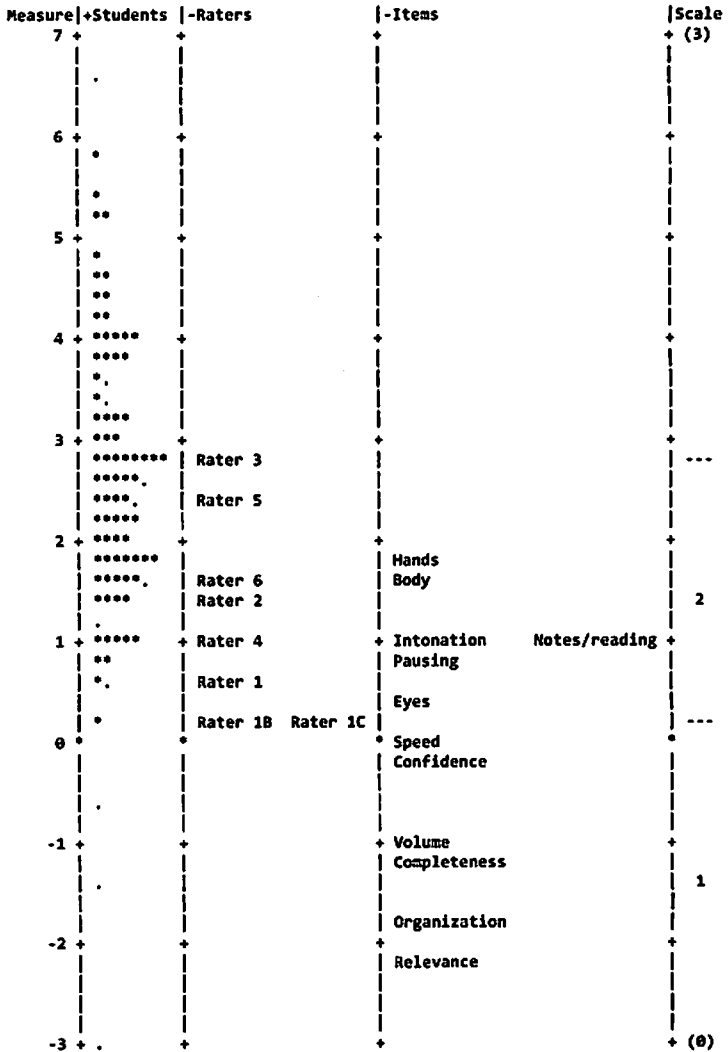 Measure|+Students |-Raters |-Items |Scale
7 + + + + (3)
.
6 + + + +
*
*
**
5 + + + +
*
**
**
**
4 + ***** + + +
****
*.
*.
****
3 + *** + + +
******** | Rater 3 ---
*****.
****. | Rater 5
*****
2 + **** + + +
******* | Hands
*****. | Rater 6 | Body
**** | Rater 2 2
.
1 + ***** + Rater 4 + Intonation Notes/reading +
** | Pausing
*. | Rater 1
Eyes
* | Rater 1B Rater 1C ---
0 * * * Speed *
Confidence
.
-1 + + + Volume +
Completeness
. 1
Organization
-2 + + + +
Relevance
-3 + . + + + (0)